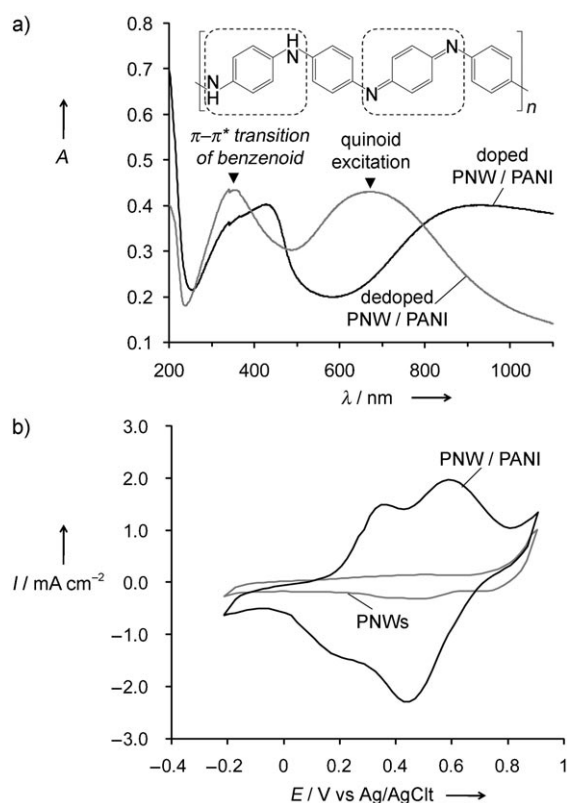 a)
0.8
0.7
0.6
0.5
0.4
0.3
0.2
0.1
A
N
H
H
N
N
N
n
π–π* transition
of benzenoid
quinoid
excitation
doped
PNW / PANI
dedoped
PNW / PANI
200 400 600 800 1000
λ / nm
b)
3.0
2.0
1.0
0.0
–1.0
–2.0
–3.0
I / mA cm⁻²
PNW / PANI
PNWs
–0.4 –0.2 0 0.2 0.4 0.6 0.8 1
E / V vs Ag/AgClt